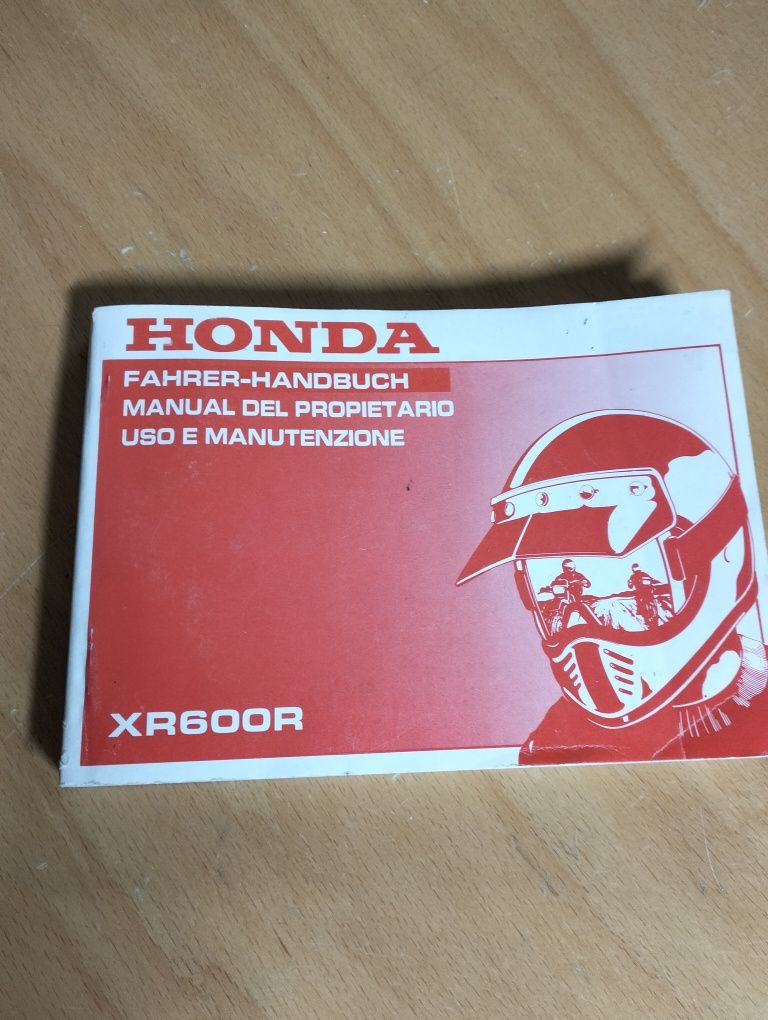 HONDA
FAHRER-HANDBUCH
MANUAL DEL PROPIETARIO
USO E MANUTENZIONE
XR600R